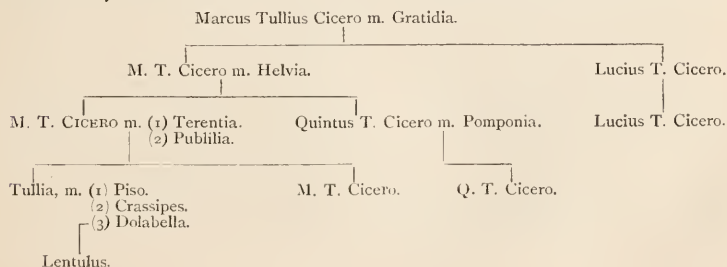 Marcus Tullius Cicero m. Gratidia.
M. T. Cicero m. Helvia. Lucius T. Cicero.
M. T. CICERO m. (1) Terentia. Quintus T. Cicero m. Pomponia. Lucius T. Cicero.
(2) Publilia.
Tullia, m. (1) Piso. M. T. Cicero. Q. T. Cicero.
(2) Crassipes.
(3) Dolabella.
Lentulus.